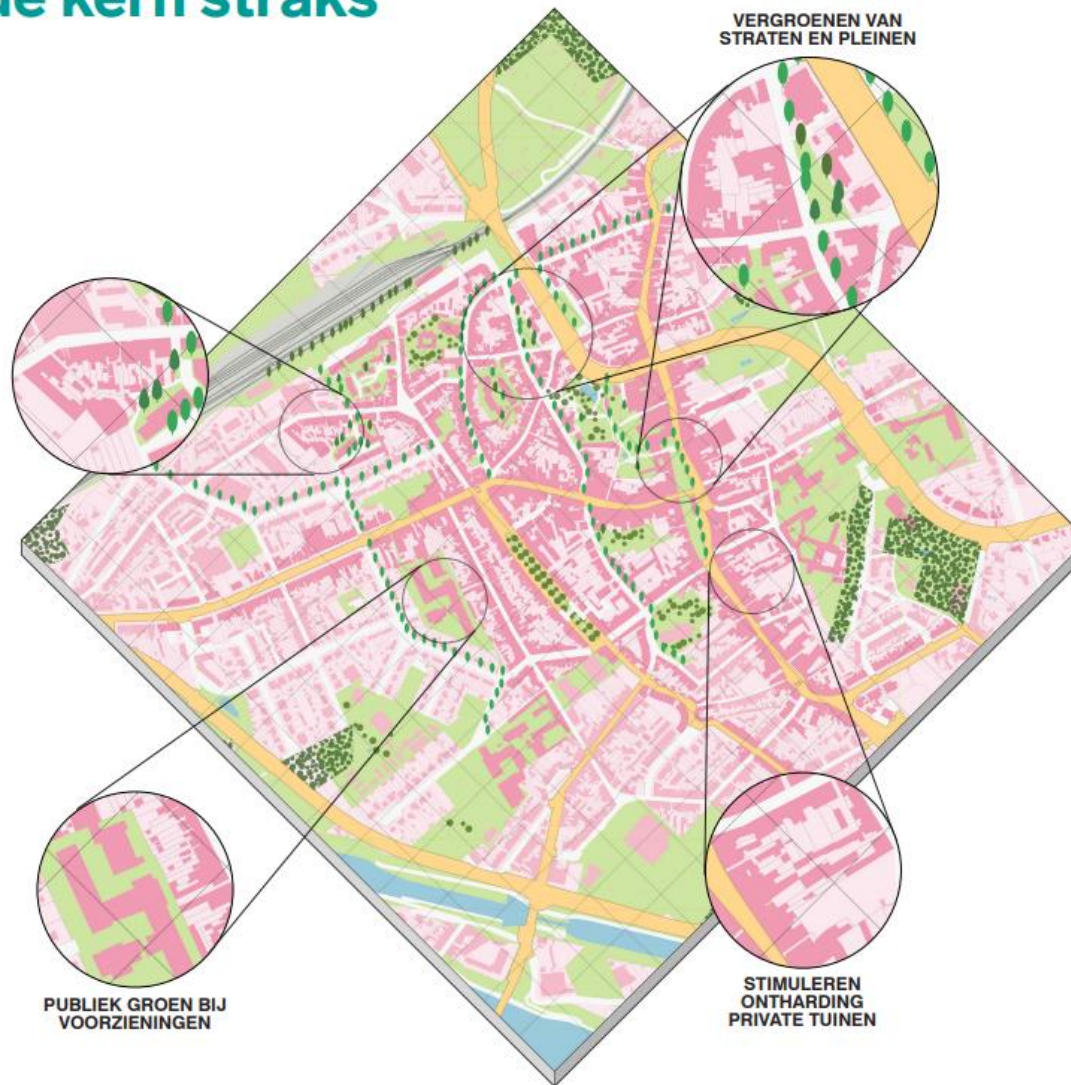 de kern straks
VERGROENEN VAN
STRATEN EN PLEINEN
PUBLIEK GROEN BIJ
VOORZIENINGEN
STIMULEREN
ONTHARDING
PRIVATE TUINEN